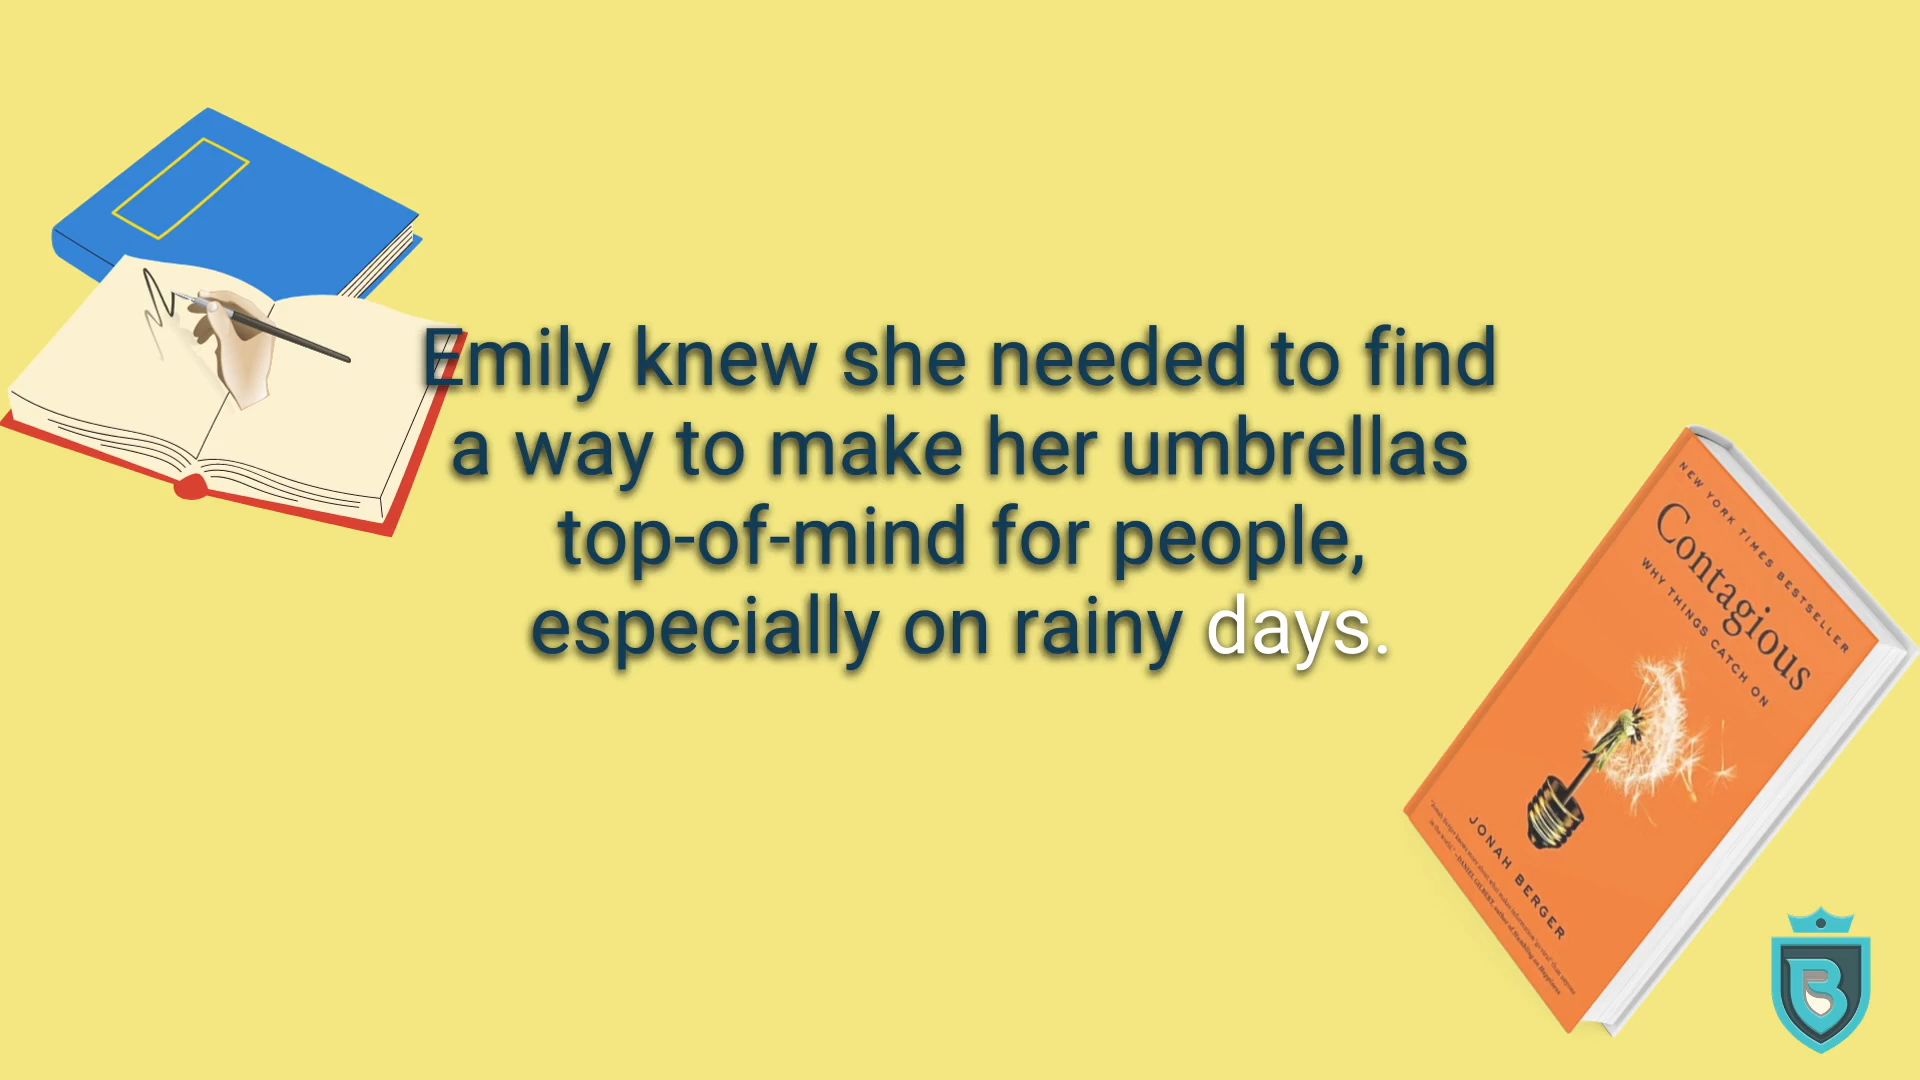 Emily knew she needed to find
a way to make her umbrellas
top-of-mind for people,
especially on rainy days.
NEW YORK TIMES BESTSELLER
Contagious
WHY THINGS CATCH ON
JONAH BERGER